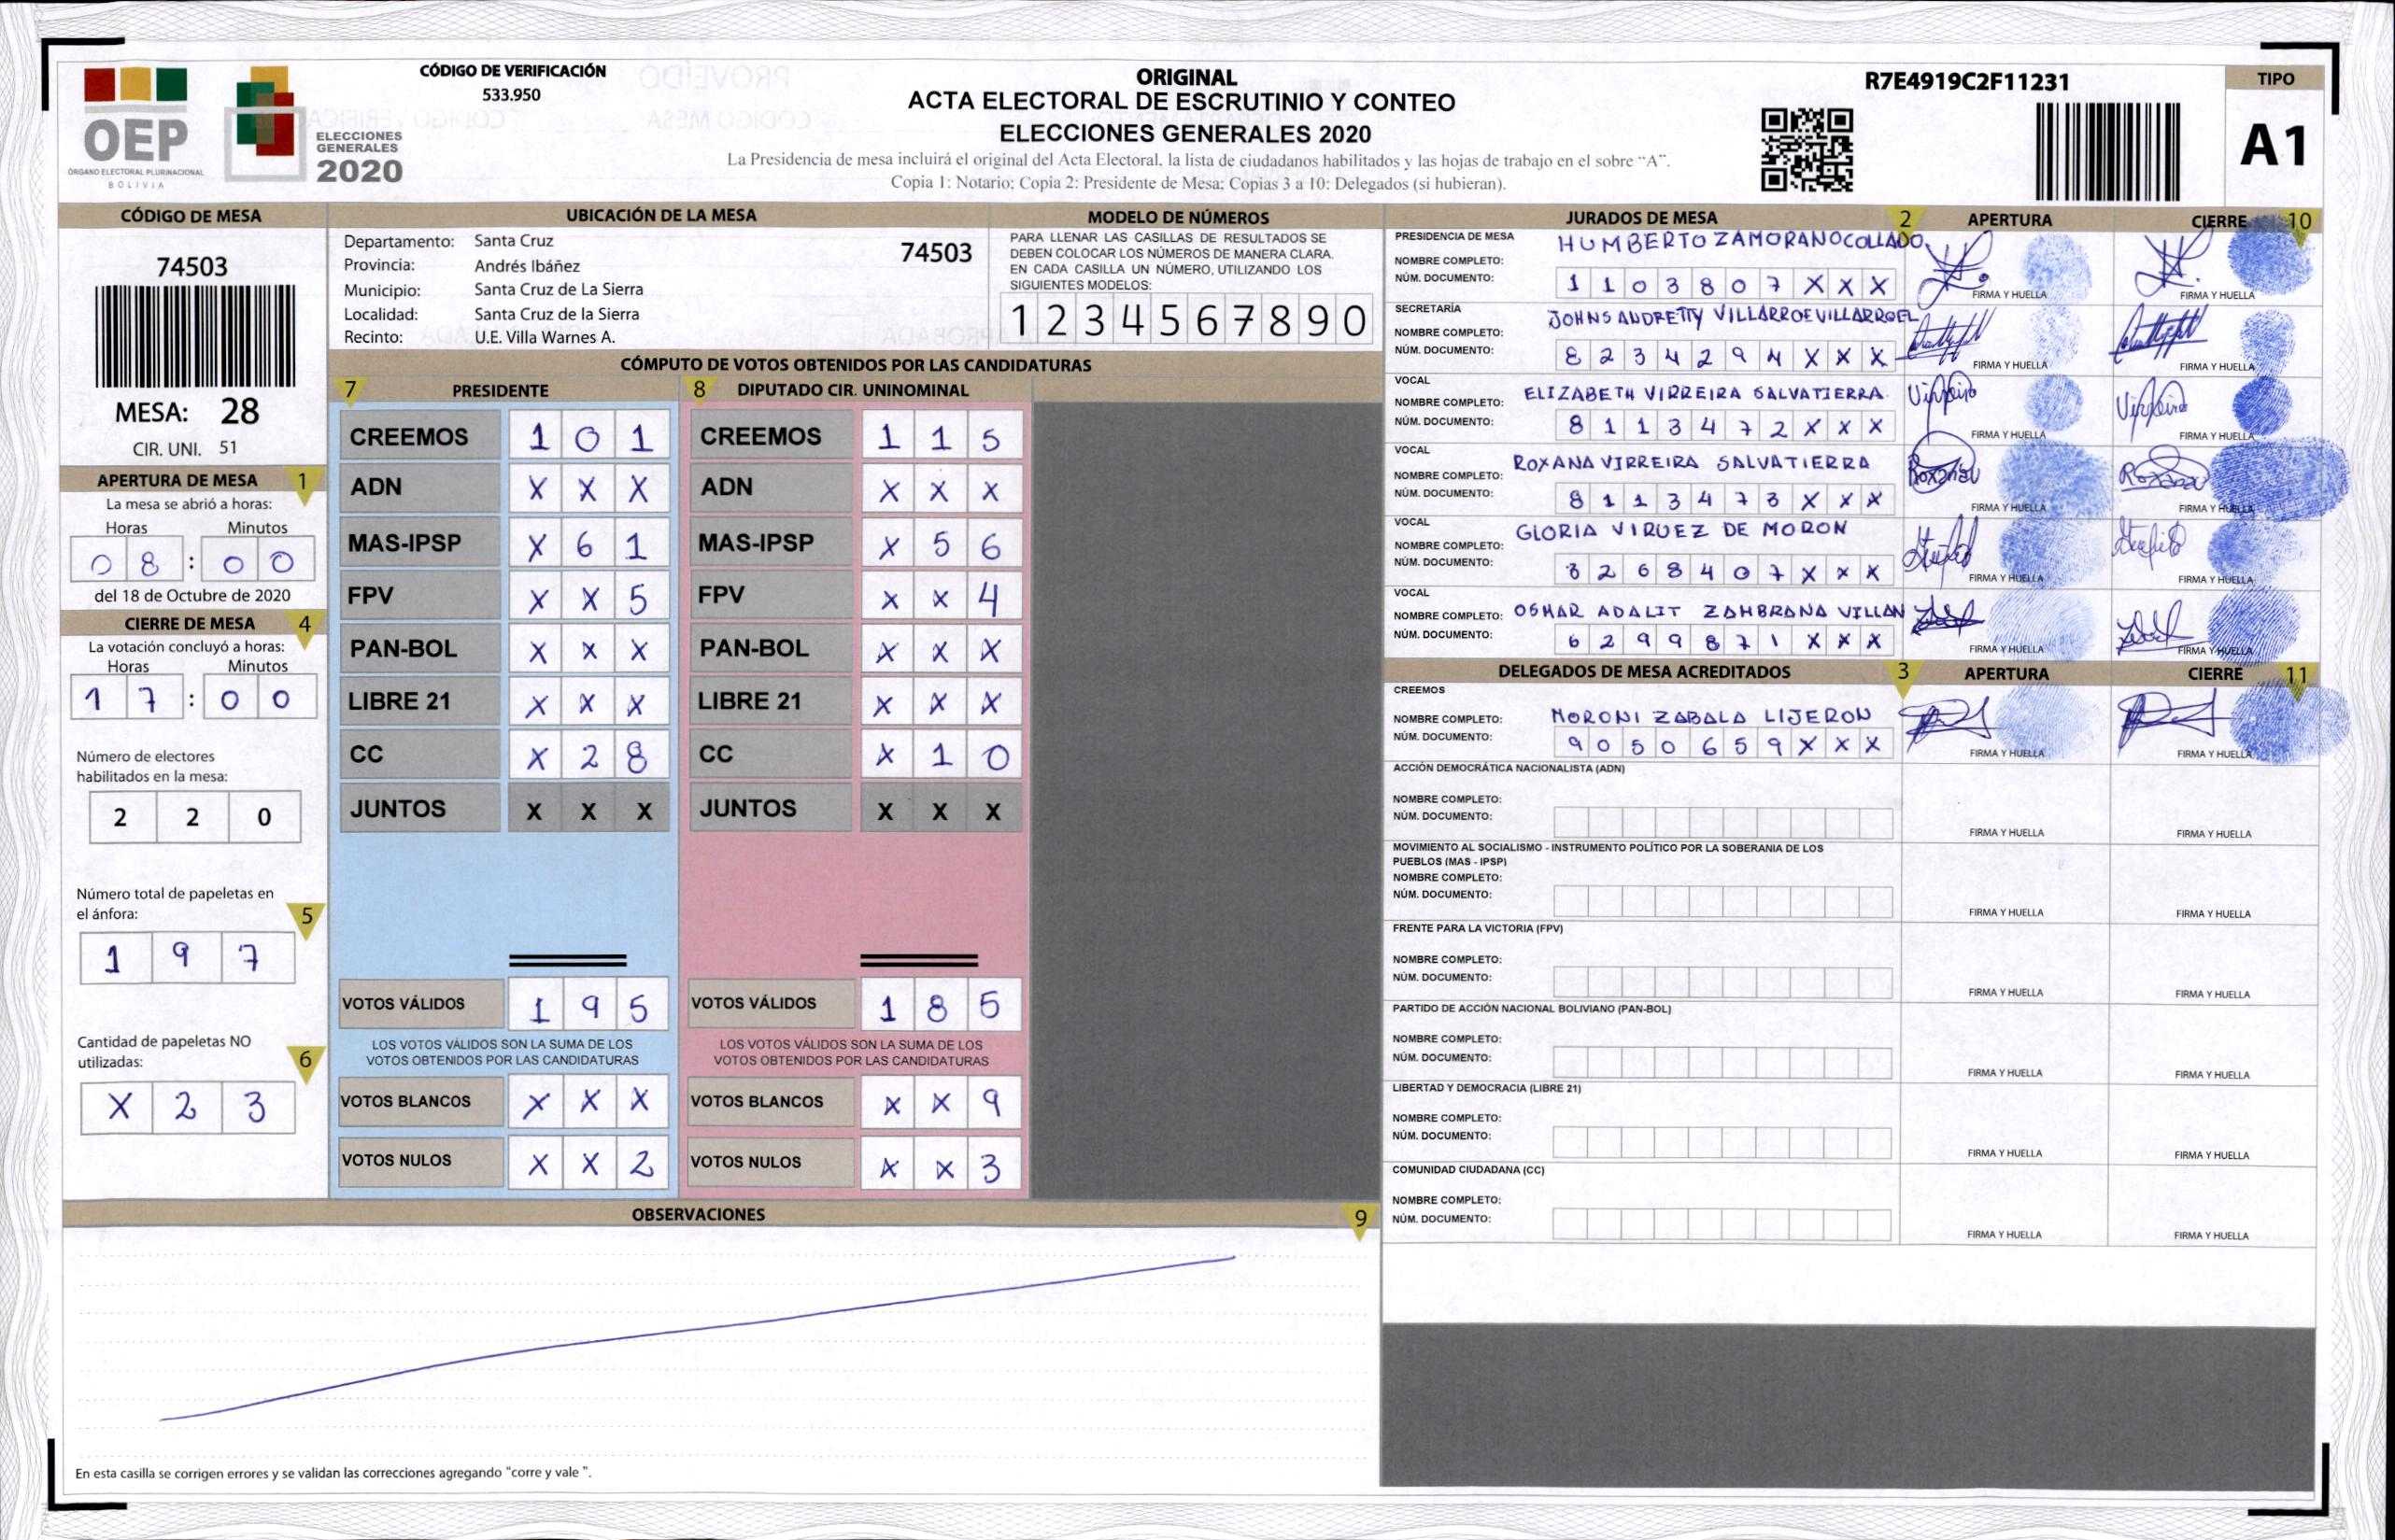 CÓDIGO DE VERIFICACIÓN
533.950
OEP
ÓRGANO ELECTORAL PLURINACIONAL
BOLIVIA
ELECCIONES
GENERALES
2020
ORIGINAL
ACTA ELECTORAL DE ESCRUTINIO Y CONTEO
ELECCIONES GENERALES 2020
La Presidencia de mesa incluirá el original del Acta Electoral, la lista de ciudadanos habilitados y las hojas de trabajo en el sobre "A".
Copia 1: Notario; Copia 2: Presidente de Mesa; Copias 3 a 10: Delegados (si hubieran).
R7E4919C2F11231
TIPO
A1
CÓDIGO DE MESA
74503
MESA: 28
CIR. UNI. 51
APERTURA DE MESA 1
La mesa se abrió a horas:
Horas Minutos
0 8 : 0 0
del 18 de Octubre de 2020
CIERRE DE MESA 4
La votación concluyó a horas:
Horas Minutos
1 7 : 0 0
Número de electores
habilitados en la mesa:
2 2 0
Número total de papeletas en
el ánfora: 5
1 9 7
Cantidad de papeletas NO
utilizadas: 6
X 2 3
UBICACIÓN DE LA MESA
Departamento: Santa Cruz
74503
Provincia: Andrés Ibáñez
Municipio: Santa Cruz de La Sierra
Localidad: Santa Cruz de la Sierra
Recinto: U.E. Villa Warnes A.
MODELO DE NÚMEROS
PARA LLENAR LAS CASILLAS DE RESULTADOS SE
DEBEN COLOCAR LOS NÚMEROS DE MANERA CLARA.
EN CADA CASILLA UN NÚMERO, UTILIZANDO LOS
SIGUIENTES MODELOS:
1 2 3 4 5 6 7 8 9 0
CÓMPUTO DE VOTOS OBTENIDOS POR LAS CANDIDATURAS
7 PRESIDENTE
CREEMOS 1 0 1
ADN X X X
MAS-IPSP X 6 1
FPV X X 5
PAN-BOL X X X
LIBRE 21 X X X
CC X 2 8
JUNTOS X X X
VOTOS VÁLIDOS 1 9 5
LOS VOTOS VÁLIDOS SON LA SUMA DE LOS
VOTOS OBTENIDOS POR LAS CANDIDATURAS
VOTOS BLANCOS X X X
VOTOS NULOS X X 2
8 DIPUTADO CIR. UNINOMINAL
CREEMOS 1 1 5
ADN X X X
MAS-IPSP X 5 6
FPV X X 4
PAN-BOL X X X
LIBRE 21 X X X
CC X 1 0
JUNTOS X X X
VOTOS VÁLIDOS 1 8 5
LOS VOTOS VÁLIDOS SON LA SUMA DE LOS
VOTOS OBTENIDOS POR LAS CANDIDATURAS
VOTOS BLANCOS X X 9
VOTOS NULOS X X 3
OBSERVACIONES 9
En esta casilla se corrigen errores y se validan las correcciones agregando "corre y vale ".
JURADOS DE MESA 2 APERTURA CIERRE 10
PRESIDENCIA DE MESA
NOMBRE COMPLETO: HUMBERTO ZAMORANO COLLADO
NÚM. DOCUMENTO: 1 1 0 3 8 0 7 X X X
FIRMA Y HUELLA FIRMA Y HUELLA
SECRETARÍA
NOMBRE COMPLETO: JOHNS ANDRETTY VILLARROEVILLARROEL
NÚM. DOCUMENTO: 8 2 3 4 2 9 4 X X X
FIRMA Y HUELLA FIRMA Y HUELLA
VOCAL
NOMBRE COMPLETO: ELIZABETH VIRREIRA SALVATIERRA
NÚM. DOCUMENTO: 8 1 1 3 4 7 2 X X X
FIRMA Y HUELLA FIRMA Y HUELLA
VOCAL
NOMBRE COMPLETO: ROXANA VIRREIRA SALVATIERRA
NÚM. DOCUMENTO: 8 1 1 3 4 7 3 X X X
FIRMA Y HUELLA FIRMA Y HUELLA
VOCAL
NOMBRE COMPLETO: GLORIA VIRUEZ DE MORON
NÚM. DOCUMENTO: 3 2 6 8 4 0 7 X X X
FIRMA Y HUELLA FIRMA Y HUELLA
VOCAL
NOMBRE COMPLETO: OSMAR ADALIT ZAMBRANA VILLAN
NÚM. DOCUMENTO: 6 2 9 9 8 7 1 X X X
FIRMA Y HUELLA FIRMA Y HUELLA
DELEGADOS DE MESA ACREDITADOS 3 APERTURA CIERRE 11
CREEMOS
NOMBRE COMPLETO: MORONI ZABALA LIJERON
NÚM. DOCUMENTO: 9 0 5 0 6 5 9 X X X
FIRMA Y HUELLA FIRMA Y HUELLA
ACCIÓN DEMOCRÁTICA NACIONALISTA (ADN)
NOMBRE COMPLETO:
NÚM. DOCUMENTO:
FIRMA Y HUELLA FIRMA Y HUELLA
MOVIMIENTO AL SOCIALISMO - INSTRUMENTO POLÍTICO POR LA SOBERANIA DE LOS
PUEBLOS (MAS - IPSP)
NOMBRE COMPLETO:
NÚM. DOCUMENTO:
FIRMA Y HUELLA FIRMA Y HUELLA
FRENTE PARA LA VICTORIA (FPV)
NOMBRE COMPLETO:
NÚM. DOCUMENTO:
FIRMA Y HUELLA FIRMA Y HUELLA
PARTIDO DE ACCIÓN NACIONAL BOLIVIANO (PAN-BOL)
NOMBRE COMPLETO:
NÚM. DOCUMENTO:
FIRMA Y HUELLA FIRMA Y HUELLA
LIBERTAD Y DEMOCRACIA (LIBRE 21)
NOMBRE COMPLETO:
NÚM. DOCUMENTO:
FIRMA Y HUELLA FIRMA Y HUELLA
COMUNIDAD CIUDADANA (CC)
NOMBRE COMPLETO:
NÚM. DOCUMENTO:
FIRMA Y HUELLA FIRMA Y HUELLA